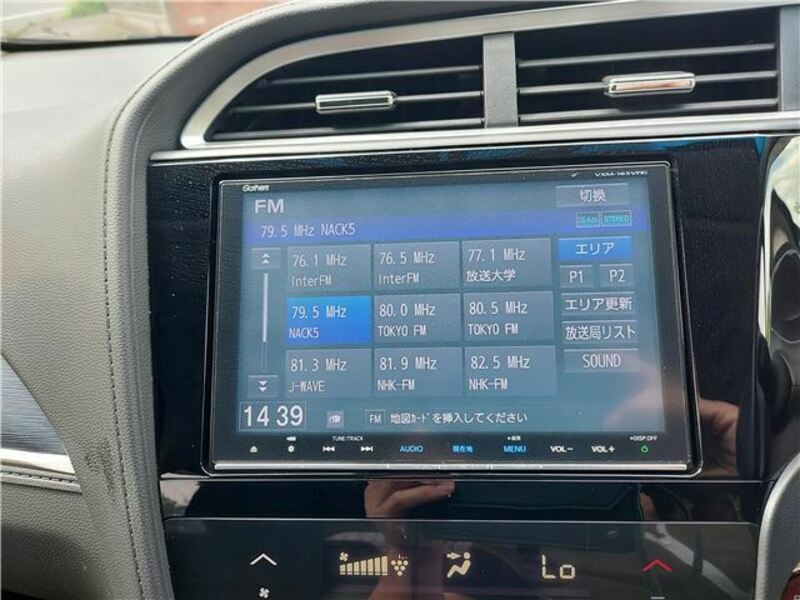 Gathers
VXM-165VFEi
FM
切換
79.5 MHz NACK5
DS Auto STEREO
76.1 MHz
InterFM
76.5 MHz
InterFM
77.1 MHz
放送大学
エリア
P1 P2
79.5 MHz
NACK5
80.0 MHz
TOKYO FM
80.5 MHz
TOKYO FM
エリア更新
放送局リスト
81.3 MHz
J-WAVE
81.9 MHz
NHK-FM
82.5 MHz
NHK-FM
SOUND
14 39
FM 地図ｶｰﾄﾞを挿入してください
TUNE/TRACK
DISP OFF
AUDIO 現在地 MENU VOL− VOL+
Lo